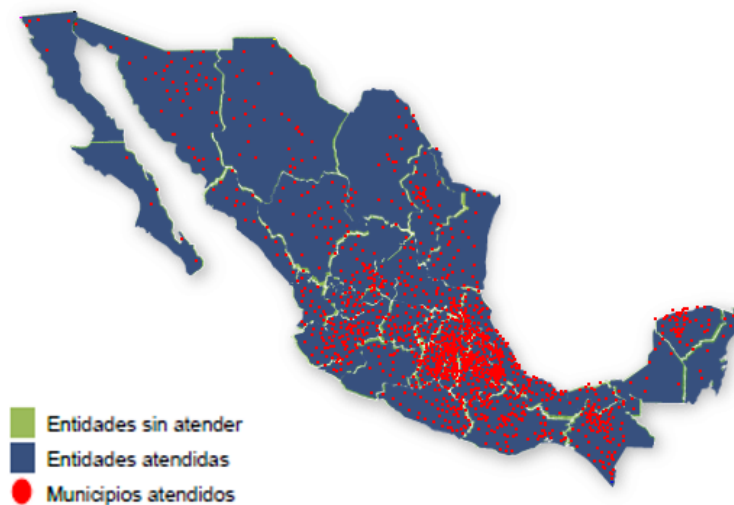 Entidades sin atender
Entidades atendidas
Municipios atendidos